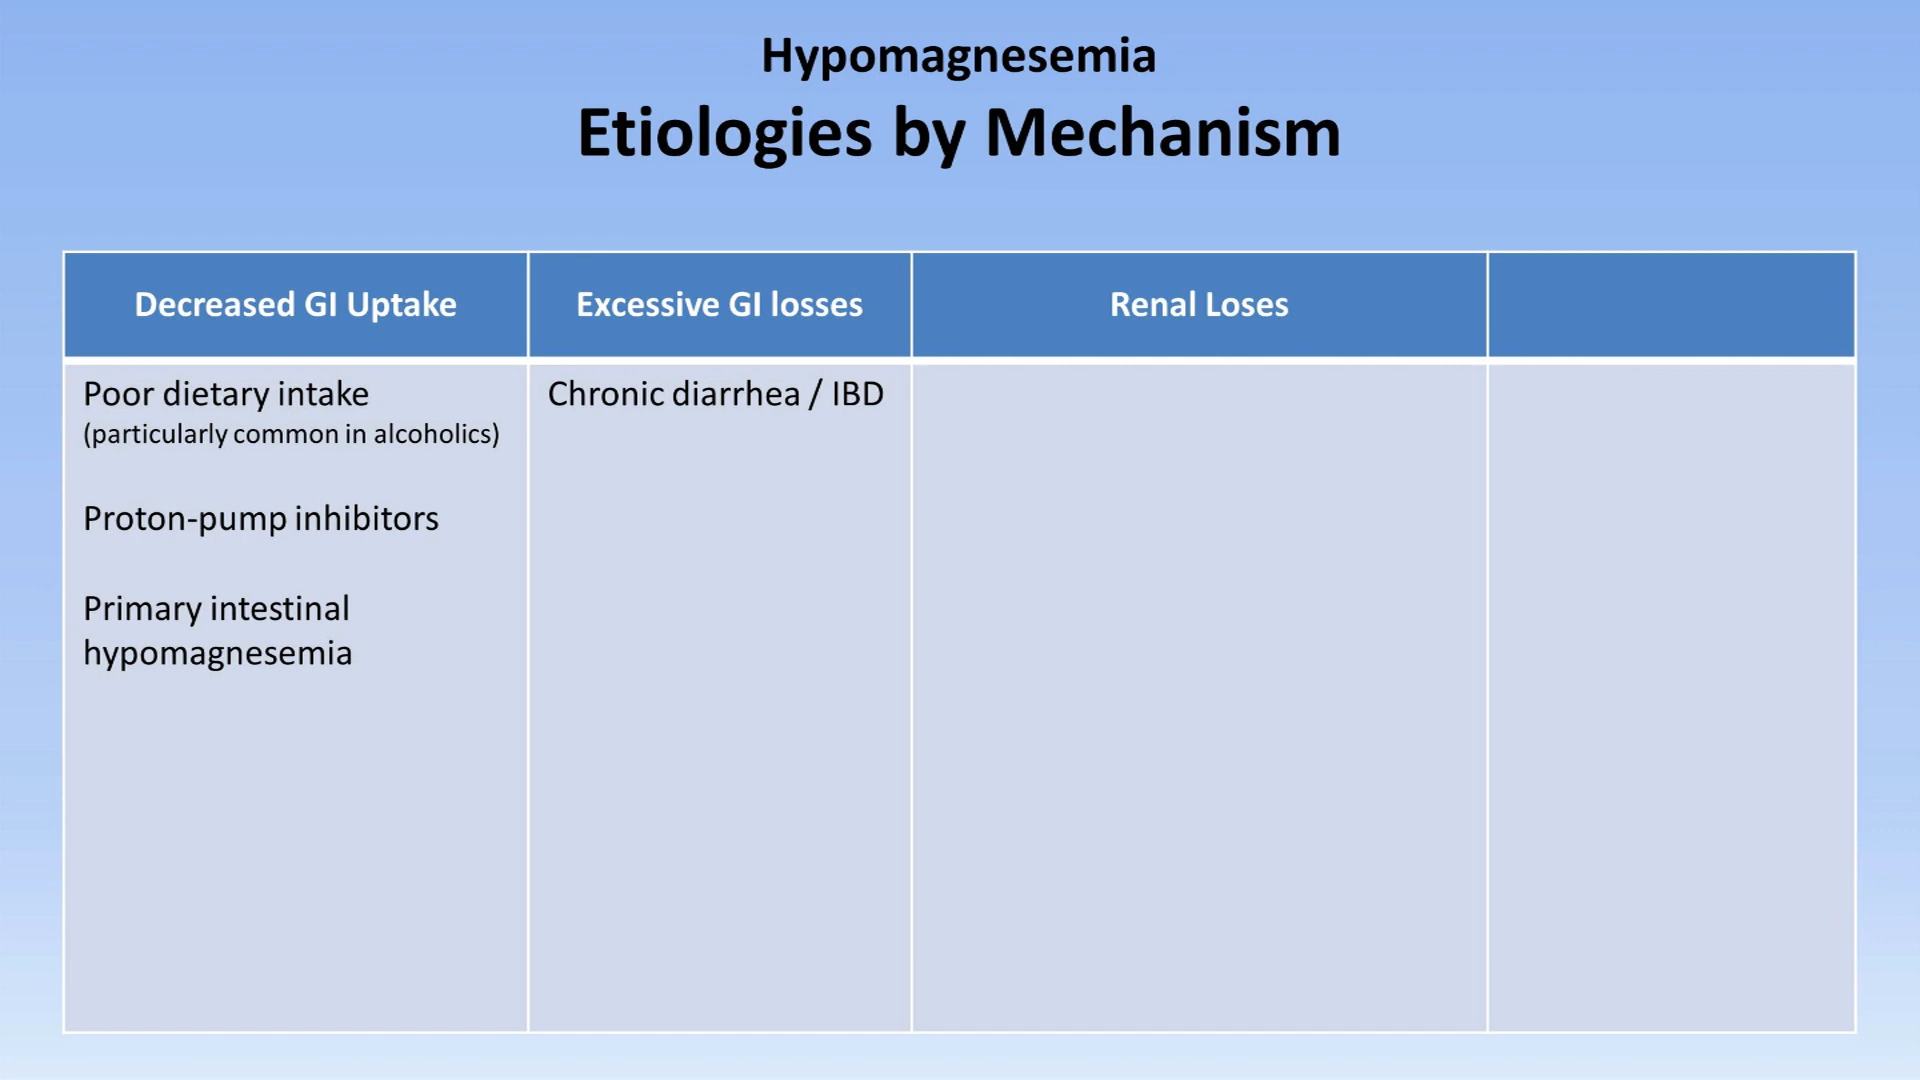 Hypomagnesemia
Etiologies by Mechanism
Decreased GI Uptake
Excessive GI losses
Renal Loses
Poor dietary intake
(particularly common in alcoholics)
Proton-pump inhibitors
Primary intestinal
hypomagnesemia
Chronic diarrhea / IBD